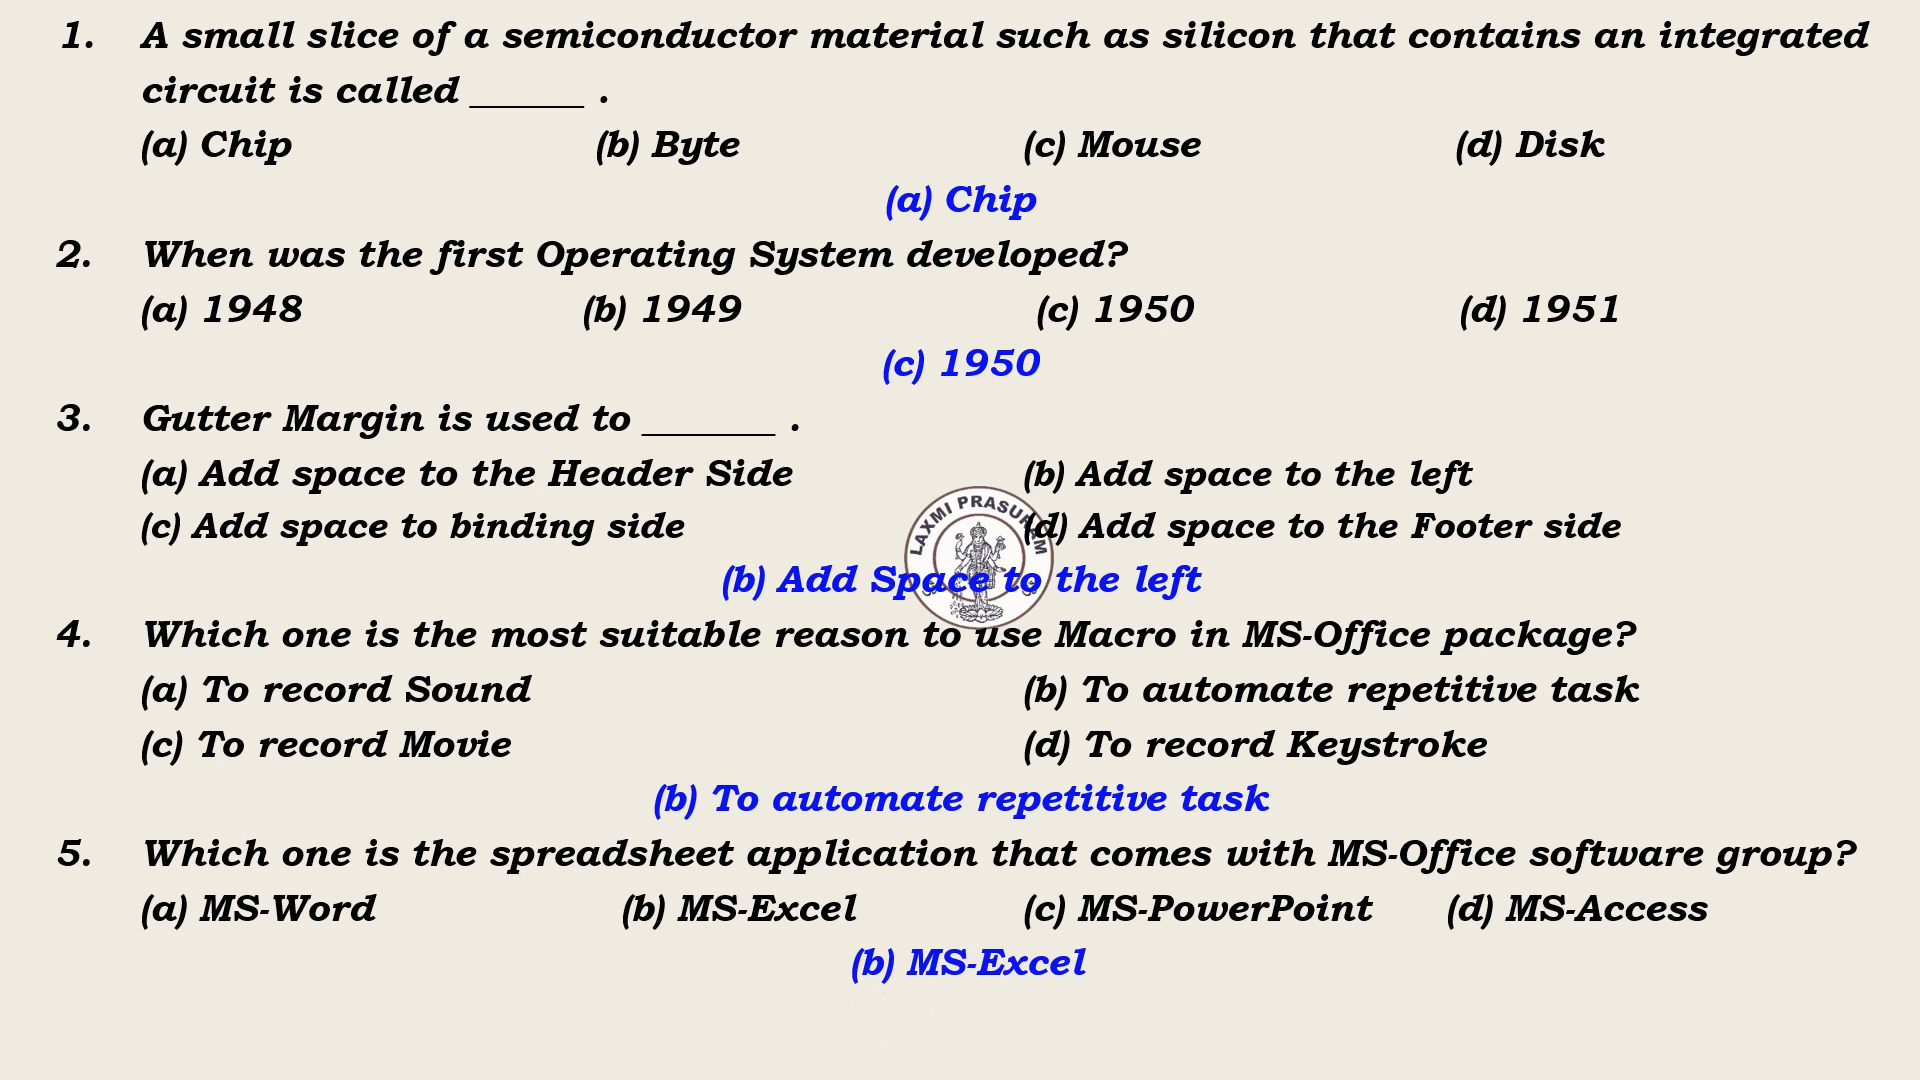 1. A small slice of a semiconductor material such as silicon that contains an integrated
circuit is called ______ .
(a) Chip (b) Byte (c) Mouse (d) Disk
(a) Chip
2. When was the first Operating System developed?
(a) 1948 (b) 1949 (c) 1950 (d) 1951
(c) 1950
3. Gutter Margin is used to _______ .
(a) Add space to the Header Side (b) Add space to the left
(c) Add space to binding side (d) Add space to the Footer side
LAXMI PRASURAM
(b) Add Space to the left
4. Which one is the most suitable reason to use Macro in MS-Office package?
(a) To record Sound (b) To automate repetitive task
(c) To record Movie (d) To record Keystroke
(b) To automate repetitive task
5. Which one is the spreadsheet application that comes with MS-Office software group?
(a) MS-Word (b) MS-Excel (c) MS-PowerPoint (d) MS-Access
(b) MS-Excel